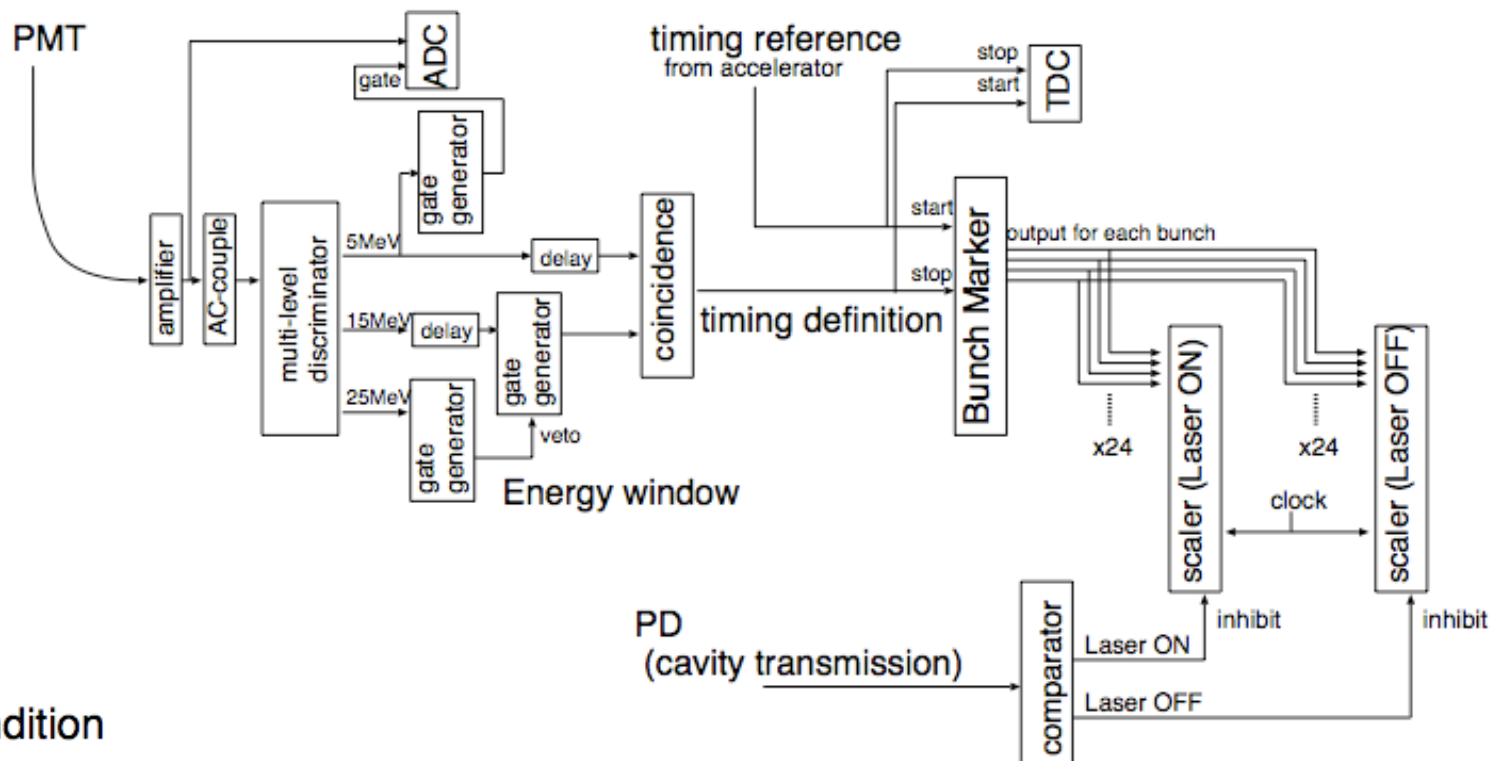 PMT
ADC
gate
timing reference
from accelerator
stop
start
TDC
gate
generator
amplifier
AC-couple
multi-level
discriminator
5MeV
delay
15MeV
delay
gate
generator
25MeV
gate
generator
veto
Energy window
coincidence
timing definition
start
stop
Bunch Marker
output for each bunch
x24
x24
scaler (Laser ON)
scaler (Laser OFF)
clock
inhibit
inhibit
PD
(cavity transmission)
comparator
Laser ON
Laser OFF
ndition